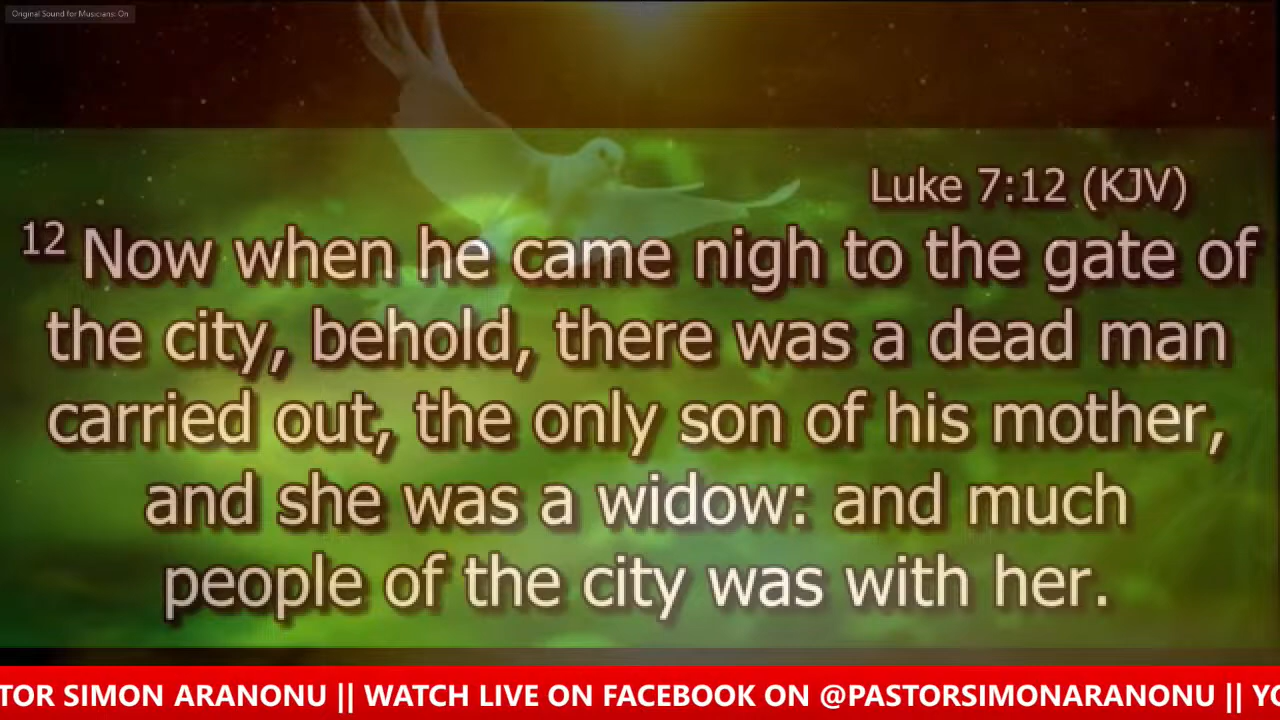 Original Sound for Musicians: On
Luke 7:12 (KJV)
12 Now when he came nigh to the gate of
the city, behold, there was a dead man
carried out, the only son of his mother,
and she was a widow: and much
people of the city was with her.
TOR SIMON ARANONU || WATCH LIVE ON FACEBOOK ON @PASTORSIMONARANONU || YO